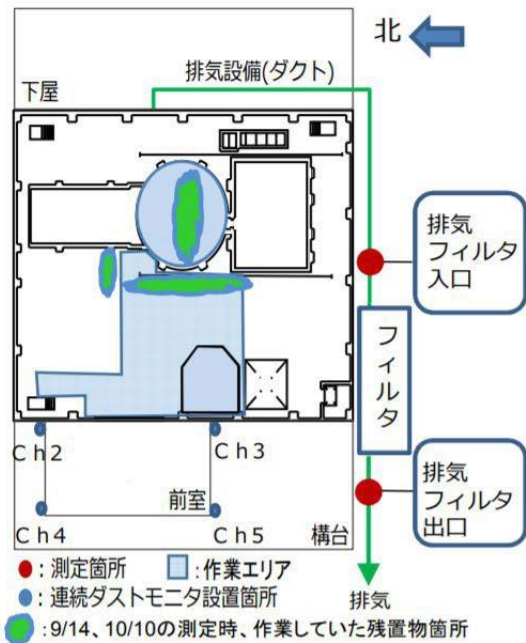 北
排気設備(ダクト)
下屋
排気
フィルタ
入口
フィルタ
Ch2
Ch3
排気
フィルタ
出口
前室
Ch4
Ch5
構台
●:測定箇所 :作業エリア
●:連続ダストモニタ設置箇所
排気
:9/14、10/10の測定時、作業していた残置物箇所